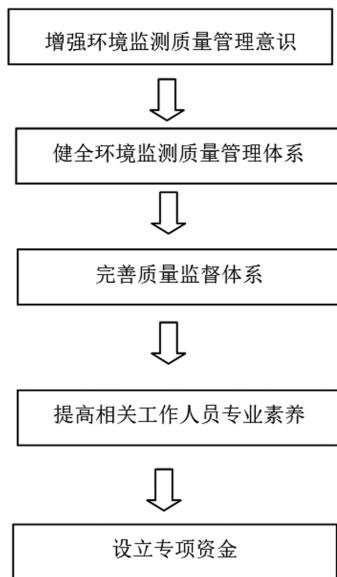 增强环境监测质量管理意识
健全环境监测质量管理体系
完善质量监督体系
提高相关工作人员专业素养
设立专项资金